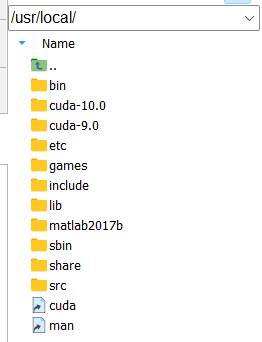 /usr/local/
Name
..
bin
cuda-10.0
cuda-9.0
etc
games
include
lib
matlab2017b
sbin
share
src
cuda
man